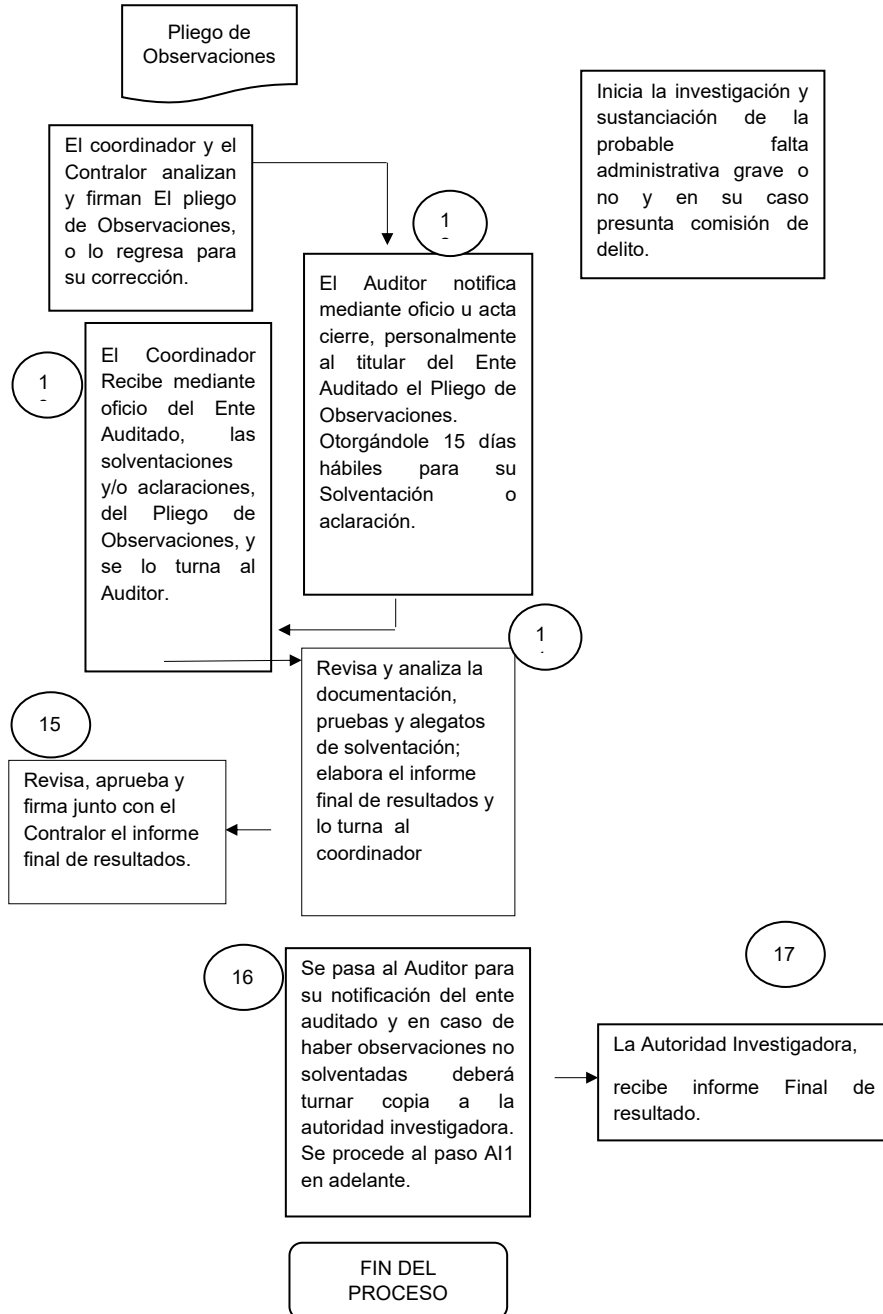 Pliego de
Observaciones
El coordinador y el
Contralor analizan
y firman El pliego
de Observaciones,
o lo regresa para
su corrección.
Inicia la investigación y
sustanciación de la
probable falta
administrativa grave o
no y en su caso
presunta comisión de
delito.
1
El Auditor notifica
mediante oficio u acta
cierre, personalmente
al titular del Ente
Auditado el Pliego de
Observaciones.
Otorgándole 15 días
hábiles para su
Solventación o
aclaración.
1
El Coordinador
Recibe mediante
oficio del Ente
Auditado, las
solventaciones
y/o aclaraciones,
del Pliego de
Observaciones, y
se lo turna al
Auditor.
1
Revisa y analiza la
documentación,
pruebas y alegatos
de solventación;
elabora el informe
final de resultados y
lo turna al
coordinador
15
Revisa, aprueba y
firma junto con el
Contralor el informe
final de resultados.
16
Se pasa al Auditor para
su notificación del ente
auditado y en caso de
haber observaciones no
solventadas deberá
turnar copia a la
autoridad investigadora.
Se procede al paso AI1
en adelante.
17
La Autoridad Investigadora,
recibe informe Final de
resultado.
FIN DEL
PROCESO